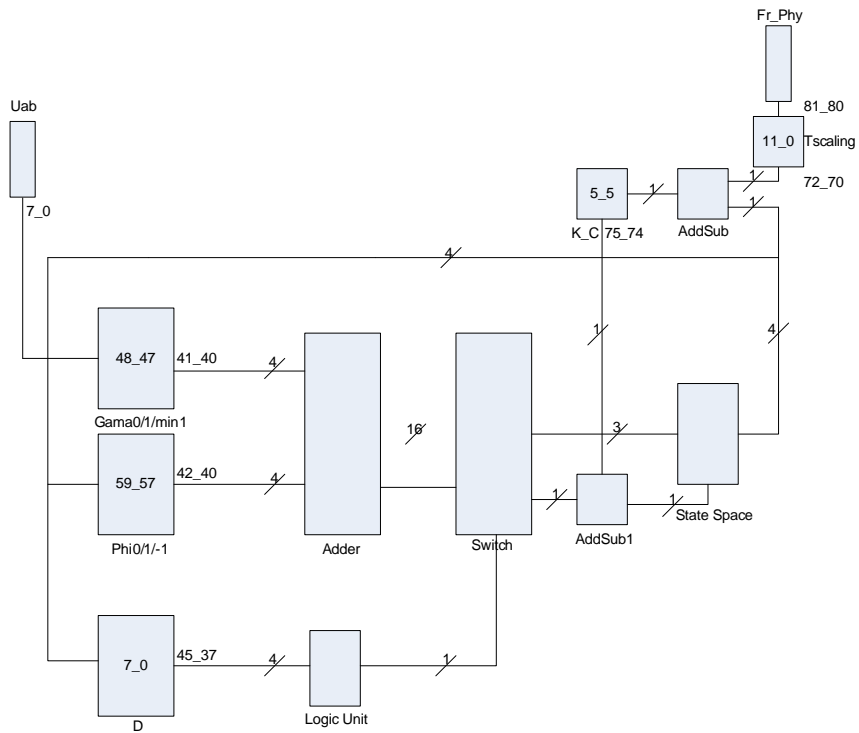 Fr_Phy
Uab
81_80
11_0 Tscaling
1
1
72_70
5_5
7_0
1
K_C 75_74
AddSub
4
1
4
48_47
41_40
4
Gama0/1/min1
16
3
59_57
42_40
4
1
1
State Space
Phi0/1/-1
Adder
Switch
AddSub1
7_0
45_37
4
1
D
Logic Unit